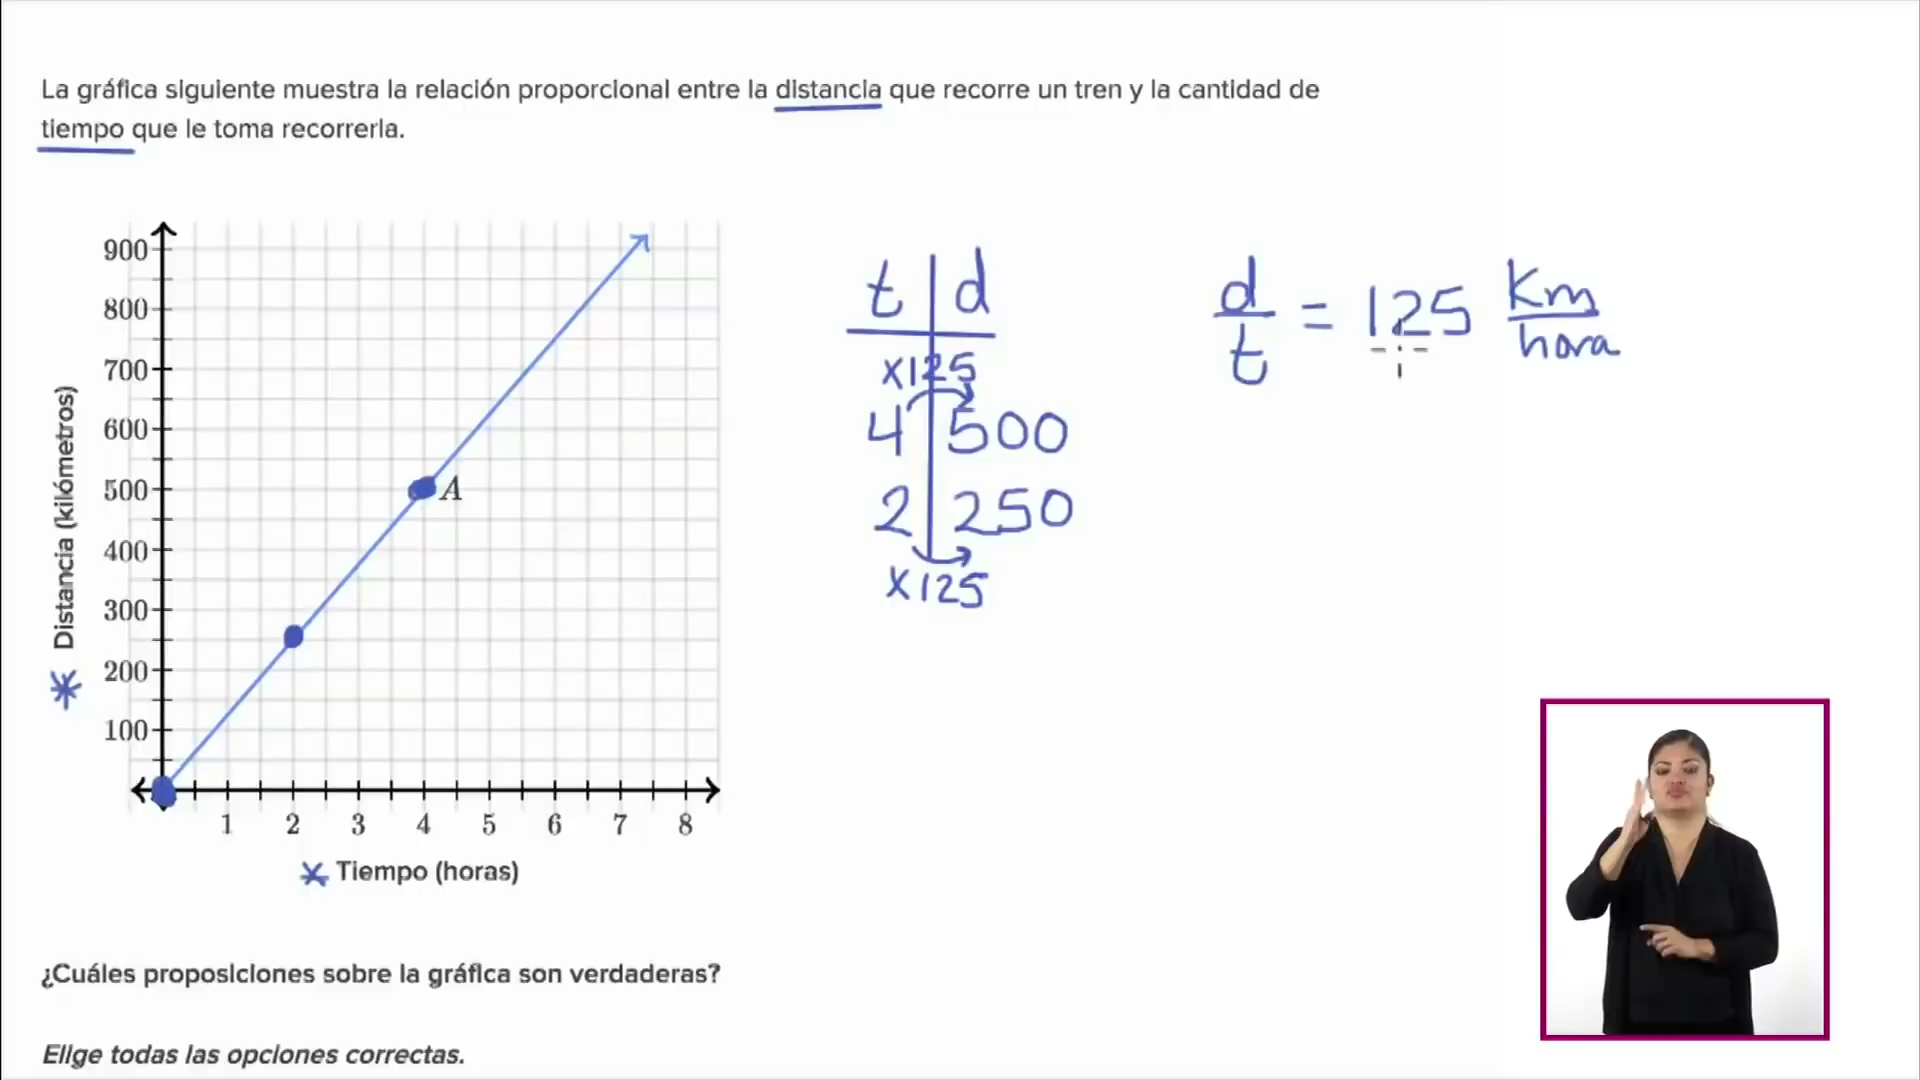 La gráfica siguiente muestra la relación proporcional entre la distancia que recorre un tren y la cantidad de
tiempo que le toma recorrerla.
900
800
700
600
500
400
300
200
100
Distancia (kilómetros)
A
1 2 3 4 5 6 7 8
Tiempo (horas)
t d
x125
4 500
2 250
x125
d/t = 125 Km/hora
¿Cuáles proposiciones sobre la gráfica son verdaderas?
Elige todas las opciones correctas.